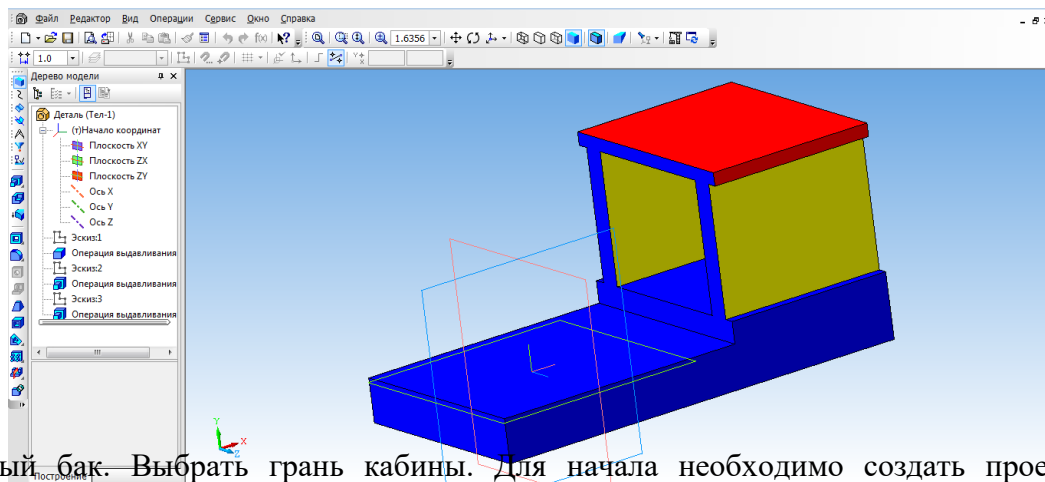 Файл Редактор Вид Операции Сервис Окно Справка
1.6356
1.0
Дерево модели
Деталь (Тел-1)
(т)Начало координат
Плоскость XY
Плоскость ZX
Плоскость ZY
Ось X
Ось Y
Ось Z
Эскиз:1
Операция выдавливания
Эскиз:2
Операция выдавливания
Эскиз:3
Операция выдавливания
Y
X
Z
ый бак. Выбрать грань кабины. Для начала необходимо создать прое
Построение